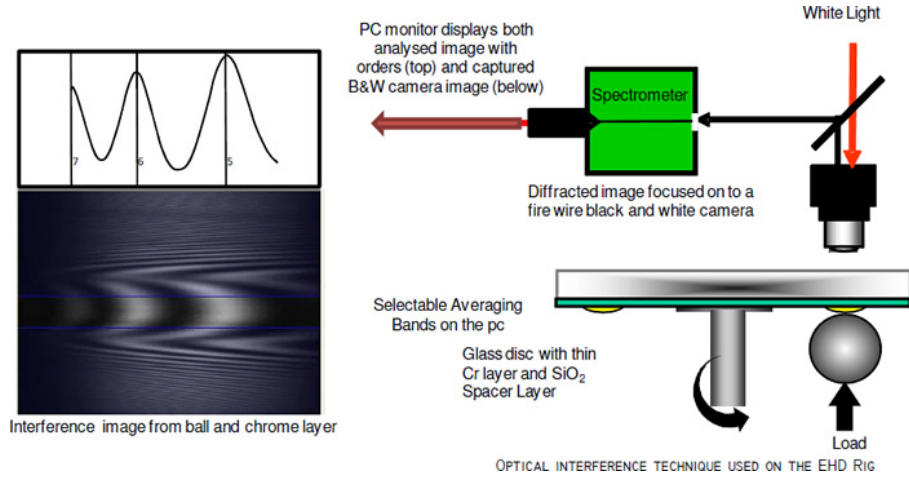 White Light
PC monitor displays both
analysed image with
orders (top) and captured
B&W camera image (below)
Spectrometer
7 6 5
Diffracted image focused on to a
fire wire black and white camera
Selectable Averaging
Bands on the pc
Glass disc with thin
Cr layer and SiO₂
Spacer Layer
Interference image from ball and chrome layer
Load
OPTICAL INTERFERENCE TECHNIQUE USED ON THE EHD RIG